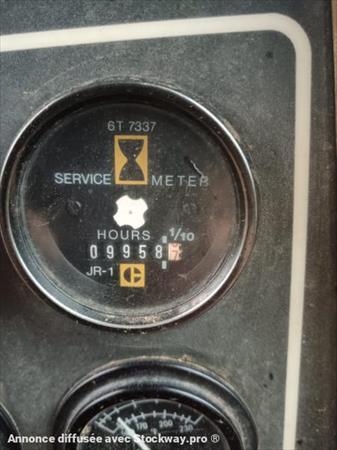 6T 7337
SERVICE METER
HOURS 1/10
09958
JR-1
170 200 230
Annonce diffusée avec Stockway.pro ®